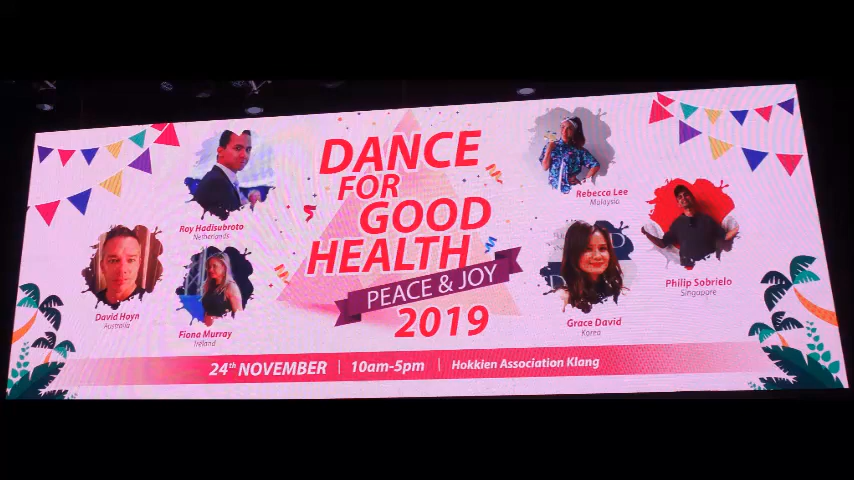 DANCE
FOR
GOOD
HEALTH
PEACE & JOY
2019
Roy Hadisubroto
Netherlands
David Hoyn
Australia
Fiona Murray
Ireland
Rebecca Lee
Malaysia
Grace David
Korea
Philip Sobrielo
Singapore
24th NOVEMBER | 10am-5pm | Hokkien Association Klang